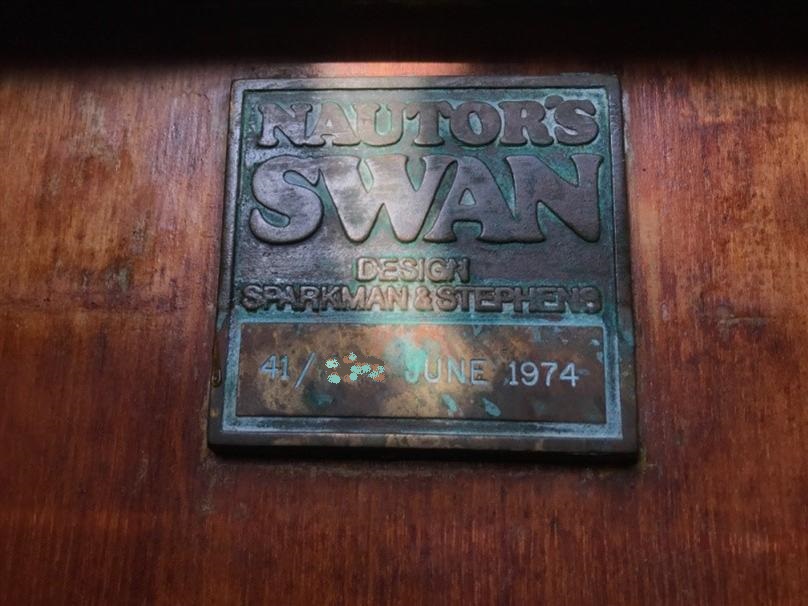 NAUTOR'S
SWAN
DESIGN
SPARKMAN & STEPHENS
41/ JUNE 1974